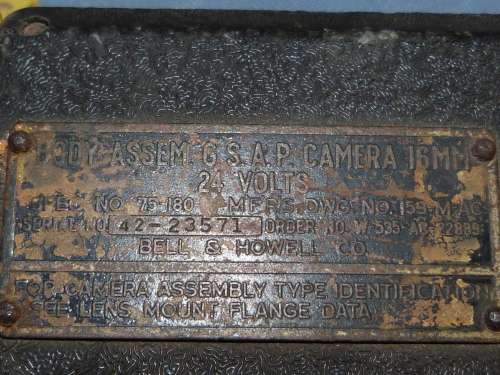 BODY ASSEM. G.S.A.P. CAMERA 16MM
24 VOLTS
SPEC. NO. 75-180 MFRS. DWG. NO. 159-M-AC
SERIAL NO. 42-23571 ORDER NO. W-535-AC-22889
BELL & HOWELL CO.
FOR CAMERA ASSEMBLY TYPE IDENTIFICATION
SEE LENS MOUNT FLANGE DATA